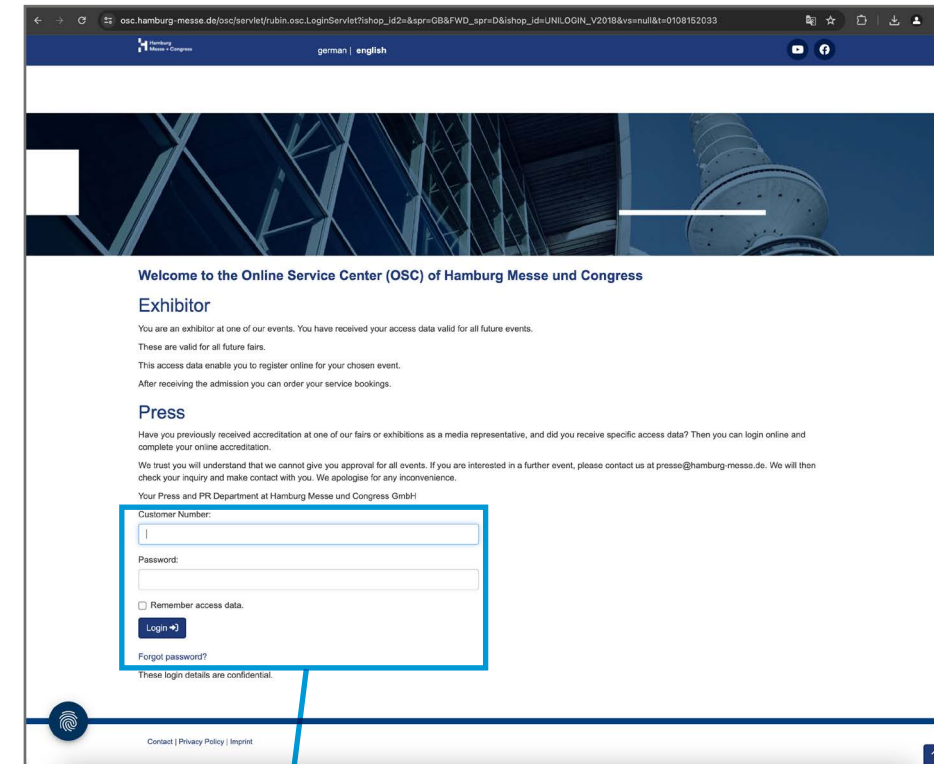 osc.hamburg-messe.de/osc/servlet/rubin.osc.LoginServlet?ishop_id2=&spr=GB&FWD_spr=D&ishop_id=UNILOGIN_V2018&vs=null&t=0108152033
Hamburg
Messe + Congress
german | english
Welcome to the Online Service Center (OSC) of Hamburg Messe und Congress
Exhibitor
You are an exhibitor at one of our events. You have received your access data valid for all future events.
These are valid for all future fairs.
This access data enable you to register online for your chosen event.
After receiving the admission you can order your service bookings.
Press
Have you previously received accreditation at one of our fairs or exhibitions as a media representative, and did you receive specific access data? Then you can login online and
complete your online accreditation.
We trust you will understand that we cannot give you approval for all events. If you are interested in a further event, please contact us at presse@hamburg-messe.de. We will then
check your inquiry and make contact with you. We apologise for any inconvenience.
Your Press and PR Department at Hamburg Messe und Congress GmbH
Customer Number:
Password:
Remember access data.
Login
Forgot password?
These login details are confidential.
Contact | Privacy Policy | Imprint